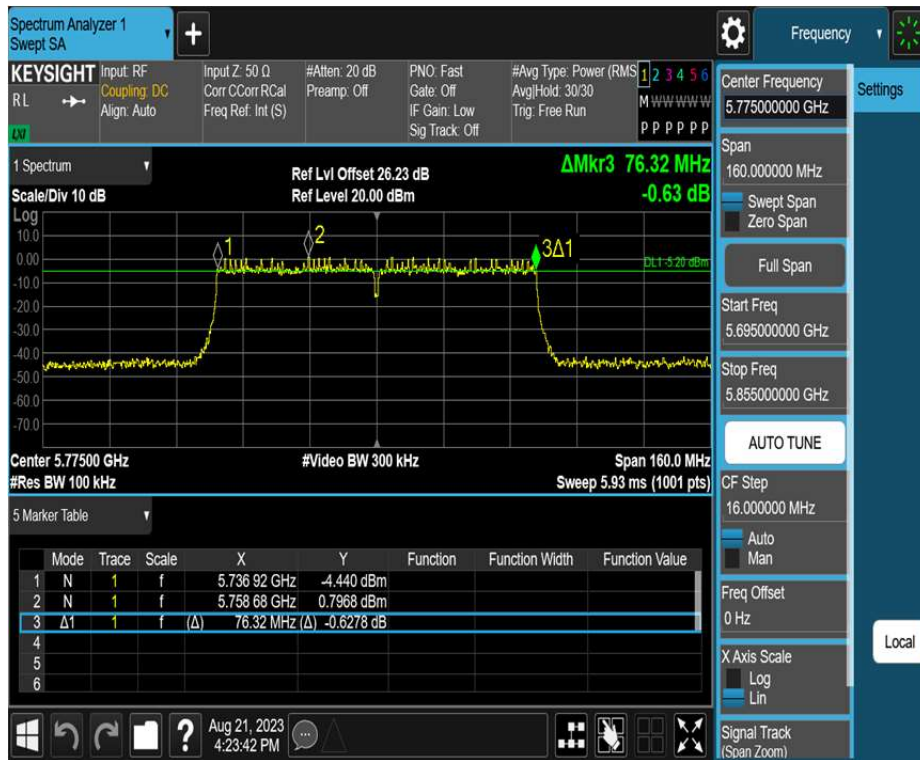 Spectrum Analyzer 1
Swept SA
Frequency
KEYSIGHT
RL
LXI
Input: RF
Coupling: DC
Align: Auto
Input Z: 50 Ω
Corr CCorr RCal
Freq Ref: Int (S)
#Atten: 20 dB
Preamp: Off
PNO: Fast
Gate: Off
IF Gain: Low
Sig Track: Off
#Avg Type: Power (RMS
Avg|Hold: 30/30
Trig: Free Run
1 2 3 4 5 6
M W W W W W
P P P P P P
1 Spectrum
Scale/Div 10 dB
Ref Lvl Offset 26.23 dB
Ref Level 20.00 dBm
ΔMkr3 76.32 MHz
-0.63 dB
Log
10.0
0.00
-10.0
-20.0
-30.0
-40.0
-50.0
-60.0
-70.0
1
2
3Δ1
DL1 -5.20 dBm
Center 5.77500 GHz
#Res BW 100 kHz
#Video BW 300 kHz
Span 160.0 MHz
Sweep 5.93 ms (1001 pts)
5 Marker Table
Mode Trace Scale X Y Function Function Width Function Value
1 N 1 f 5.736 92 GHz -4.440 dBm
2 N 1 f 5.758 68 GHz 0.7968 dBm
3 Δ1 1 f (Δ) 76.32 MHz (Δ) -0.6278 dB
4
5
6
?
Aug 21, 2023
4:23:42 PM
Center Frequency
5.775000000 GHz
Span
160.000000 MHz
Swept Span
Zero Span
Full Span
Start Freq
5.695000000 GHz
Stop Freq
5.855000000 GHz
AUTO TUNE
CF Step
16.000000 MHz
Auto
Man
Freq Offset
0 Hz
X Axis Scale
Log
Lin
Signal Track
(Span Zoom)
Settings
Local